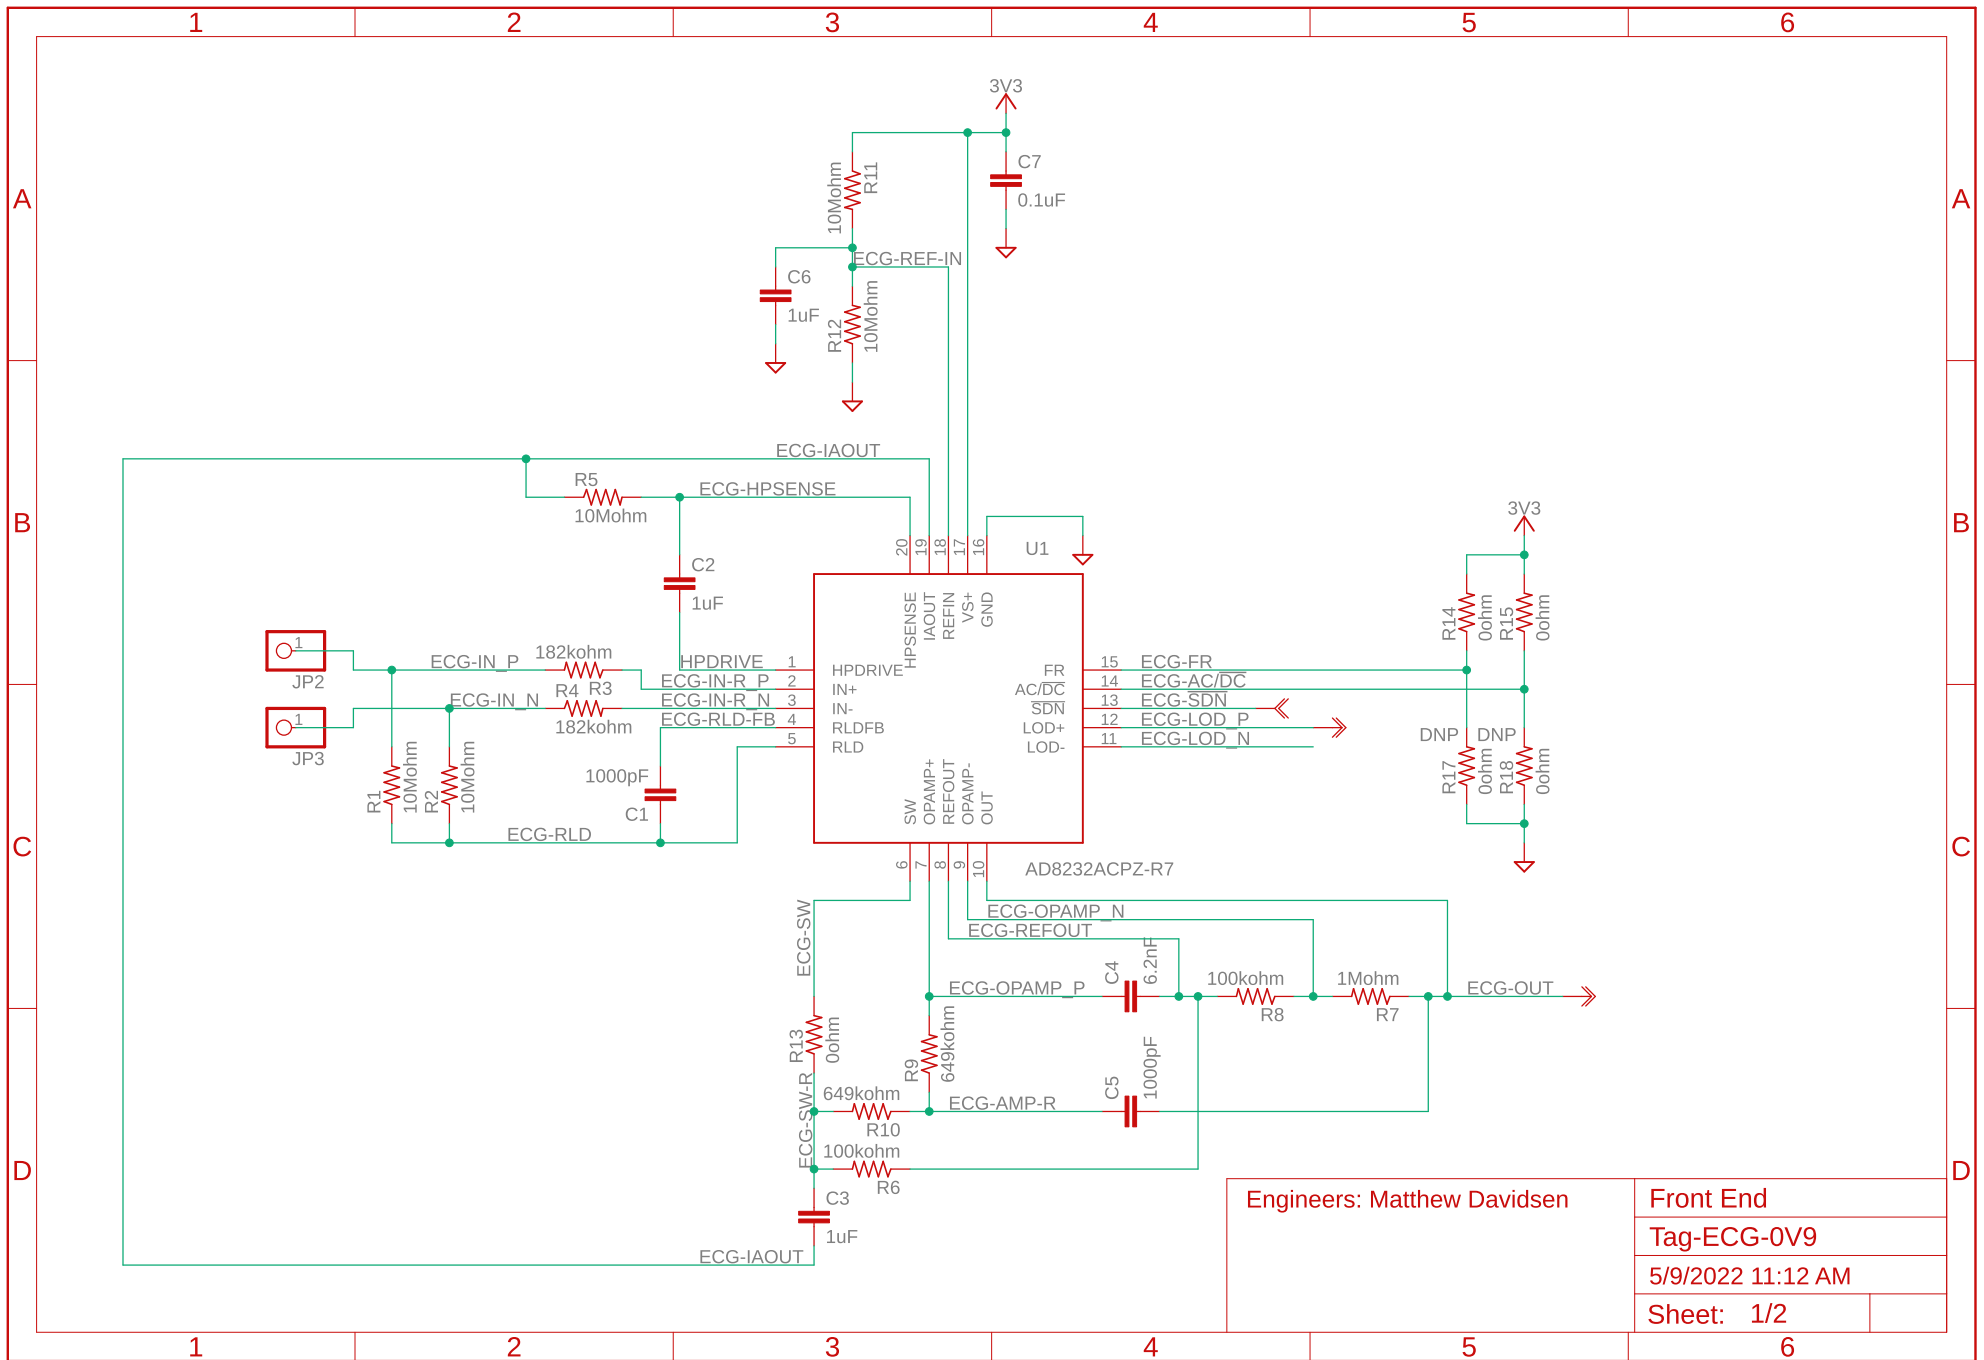 1 2 3 4 5 6
3V3
A A
R11
10Mohm
C7
0.1uF
ECG-REF-IN
C6
1uF
R12
10Mohm
ECG-IAOUT
R5
10Mohm
ECG-HPSENSE
B B
3V3
C2
1uF
20 19 18 17 16
U1
HPSENSE
IAOUT
REFIN
VS+
GND
R14
0ohm
R15
0ohm
1
JP2
ECG-IN_P
182kohm
R3
HPDRIVE 1 HPDRIVE
ECG-IN-R_P 2 IN+
ECG-IN_N
R4
182kohm
ECG-IN-R_N 3 IN-
ECG-RLD-FB 4 RLDFB
5 RLD
1
JP3
FR 15 ECG-FR
AC/DC 14 ECG-AC/DC
SDN 13 ECG-SDN
LOD+ 12 ECG-LOD_P
LOD- 11 ECG-LOD_N
DNP DNP
R17
0ohm
R18
0ohm
R1
10Mohm
R2
10Mohm
1000pF
C1
ECG-RLD
SW
OPAMP+
REFOUT
OPAMP-
OUT
6 7 8 9 10
AD8232ACPZ-R7
C C
ECG-OPAMP_N
ECG-REFOUT
ECG-SW
ECG-OPAMP_P
C4
6.2nF
100kohm
R8
1Mohm
R7
ECG-OUT
R13
0ohm
R9
649kohm
ECG-SW-R
649kohm
R10
ECG-AMP-R
C5
1000pF
100kohm
R6
C3
1uF
ECG-IAOUT
D D
Engineers: Matthew Davidsen
Front End
Tag-ECG-0V9
5/9/2022 11:12 AM
Sheet: 1/2
1 2 3 4 5 6